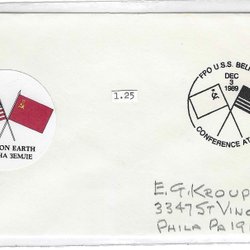 ON EARTH
НА ЗЕМЛЕ
1.25
FPO U.S.S. BEL
DEC
3
1989
CONFERENCE AT
E.G. KROUP
3347 ST VINC
PHILA PA 19